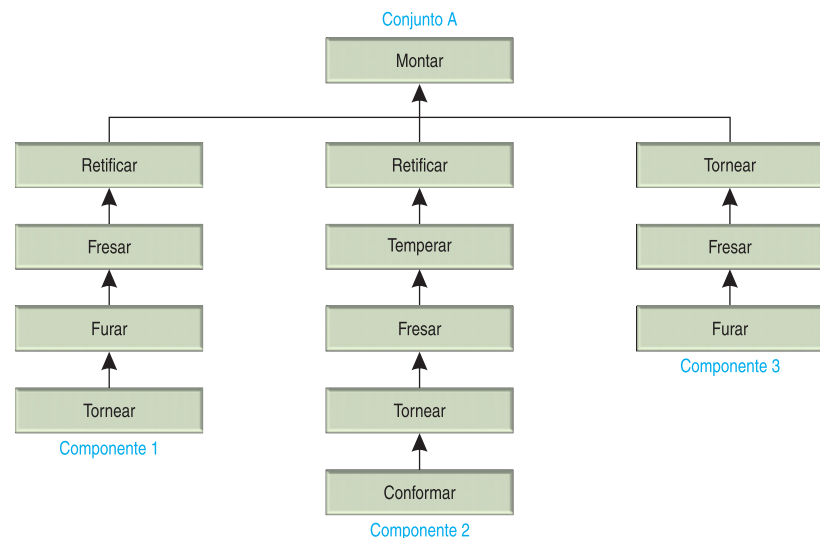 Conjunto A
Montar
Retificar
Retificar
Tornear
Fresar
Temperar
Fresar
Furar
Fresar
Furar
Componente 3
Tornear
Tornear
Componente 1
Conformar
Componente 2